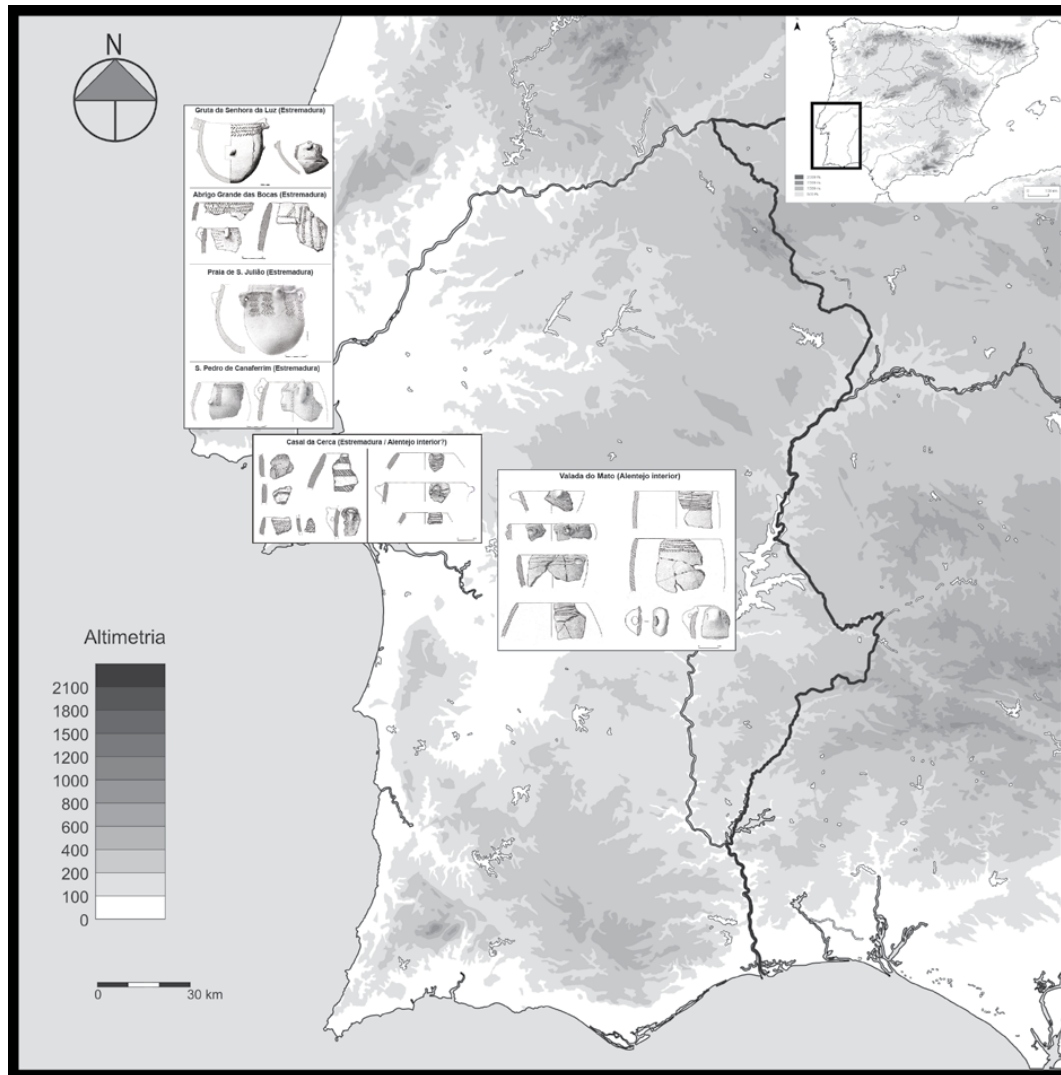 N
Gruta da Senhora da Luz (Estremadura)
Abrigo Grande das Bocas (Estremadura)
Praia de S. Julião (Estremadura)
S. Pedro de Canaferrim (Estremadura)
Casal da Cerca (Estremadura / Alentejo interior?)
Valada do Mato (Alentejo interior)
Altimetria
2100
1800
1500
1200
1000
800
600
400
200
100
0
0 30 km